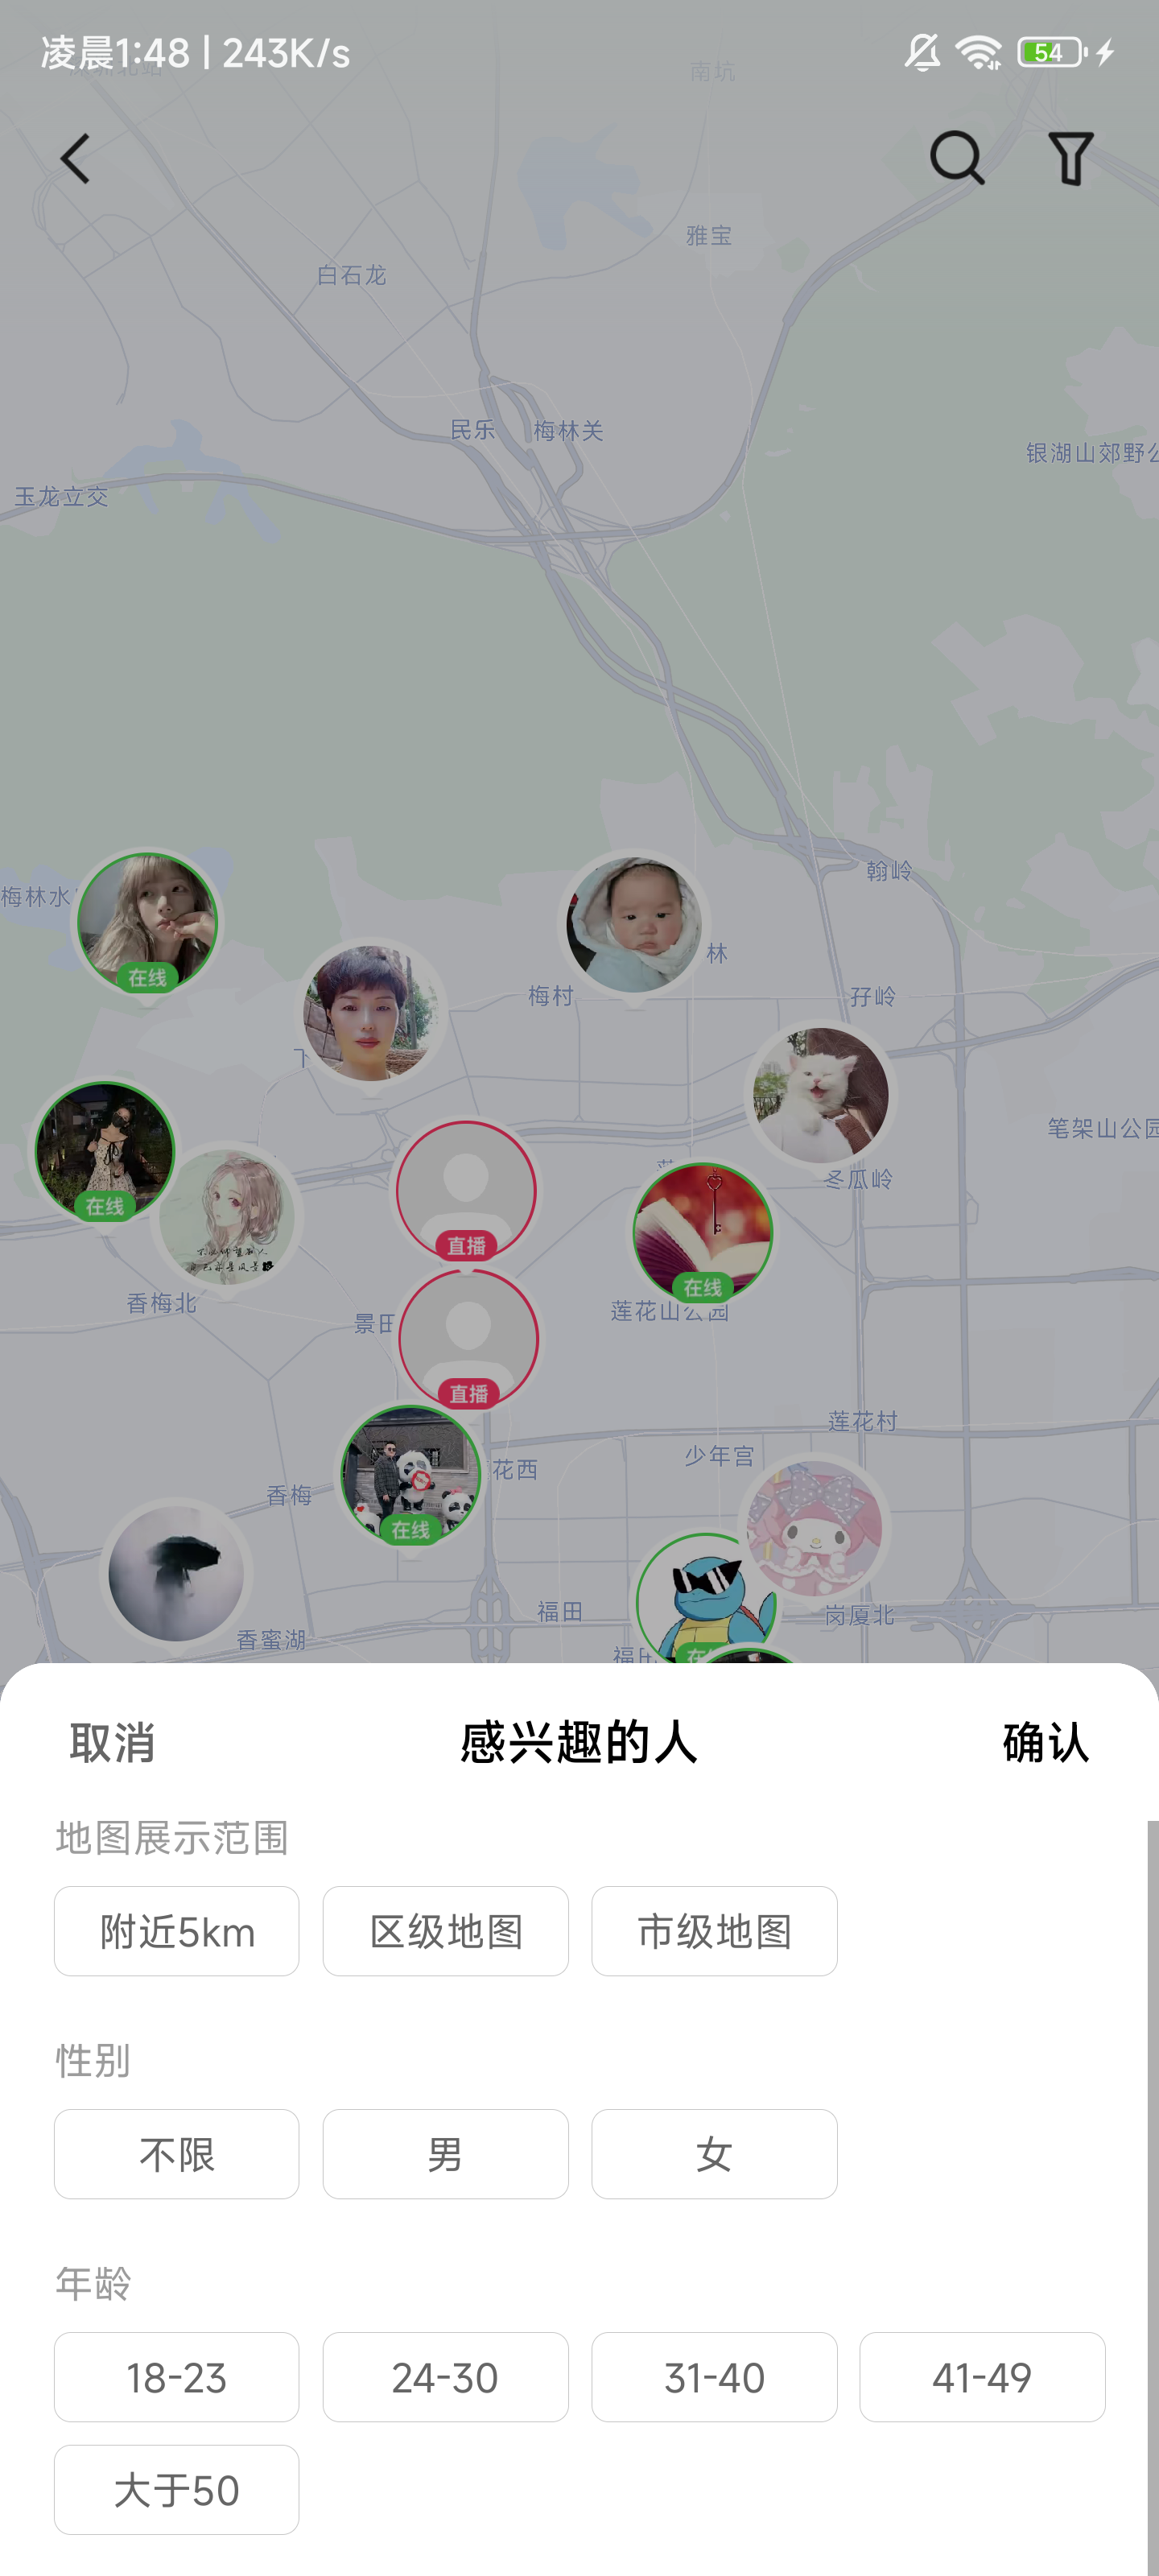 凌晨1:48 | 243K/s
54
南坑
雅宝
白石龙
民乐
梅林关
银湖山郊野公
玉龙立交
翰岭
梅林水
在线
林
梅村
孖岭
下
笔架山公园
冬瓜岭
在线
直播
在线
香梅北
莲花山公园
景田
直播
莲花村
少年宫
花西
香梅
在线
福田
岗厦北
香蜜湖
取消
感兴趣的人
确认
地图展示范围
附近5km
区级地图
市级地图
性别
不限
男
女
年龄
18-23
24-30
31-40
41-49
大于50